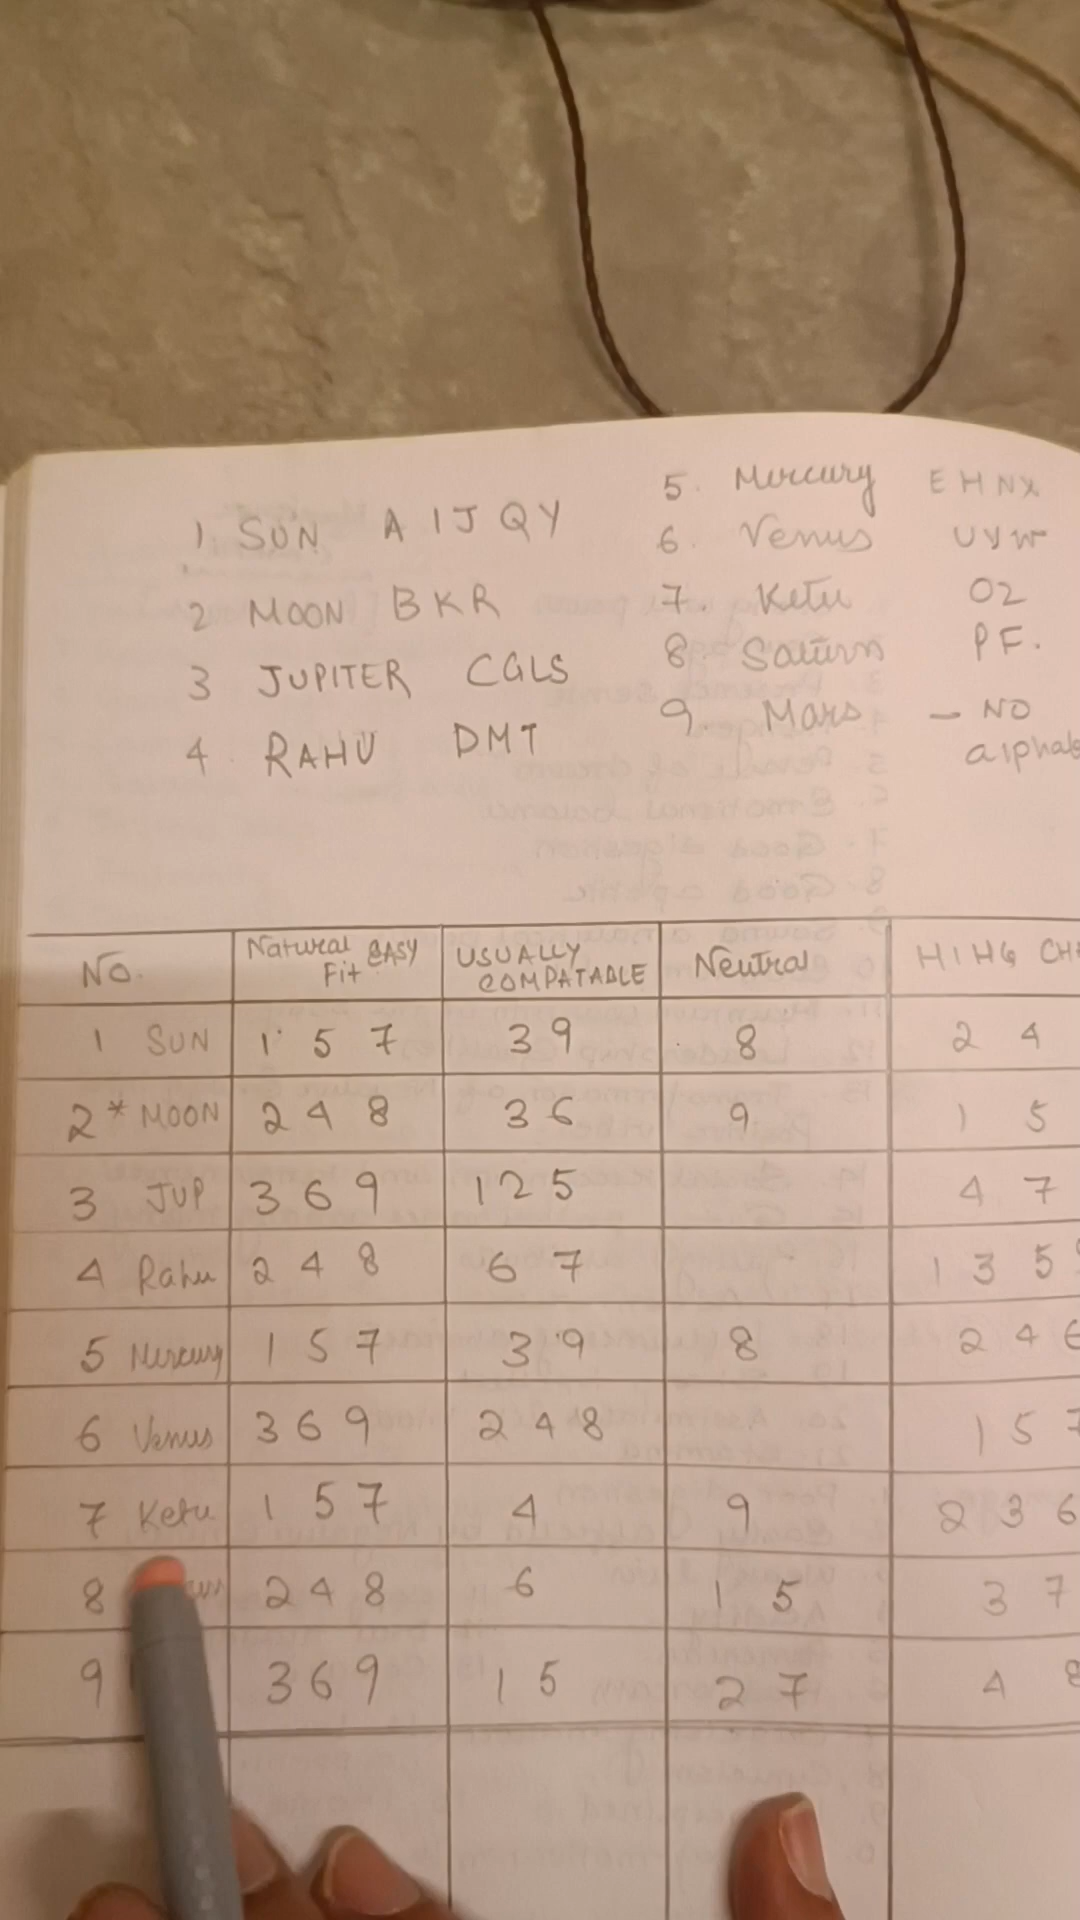 1. SUN A I J Q Y
2 MOON B K R
3 JUPITER C G L S
4. RAHU D M T
5. Mercury E H N X
6. Venus U V W
7. Ketu O Z
8. Saturn P F.
9 Mars — NO
NO. Natural EASY Fit USUALLY COMPATABLE Neutral HIHG
1 SUN 1 5 7 3 9 8 2 4
2* MOON 2 4 8 3 6 9 1 5
3 JUP 3 6 9 1 2 5 4 7
4 Rahu 2 4 8 6 7 1 3 5
5 Mercury 1 5 7 3 9 8 2 4 6
6 Venus 3 6 9 2 4 8 1 5 7
7 Ketu 1 5 7 4 9 2 3 6
8 2 4 8 6 1 5 3 7
9 3 6 9 1 5 2 7 4 8